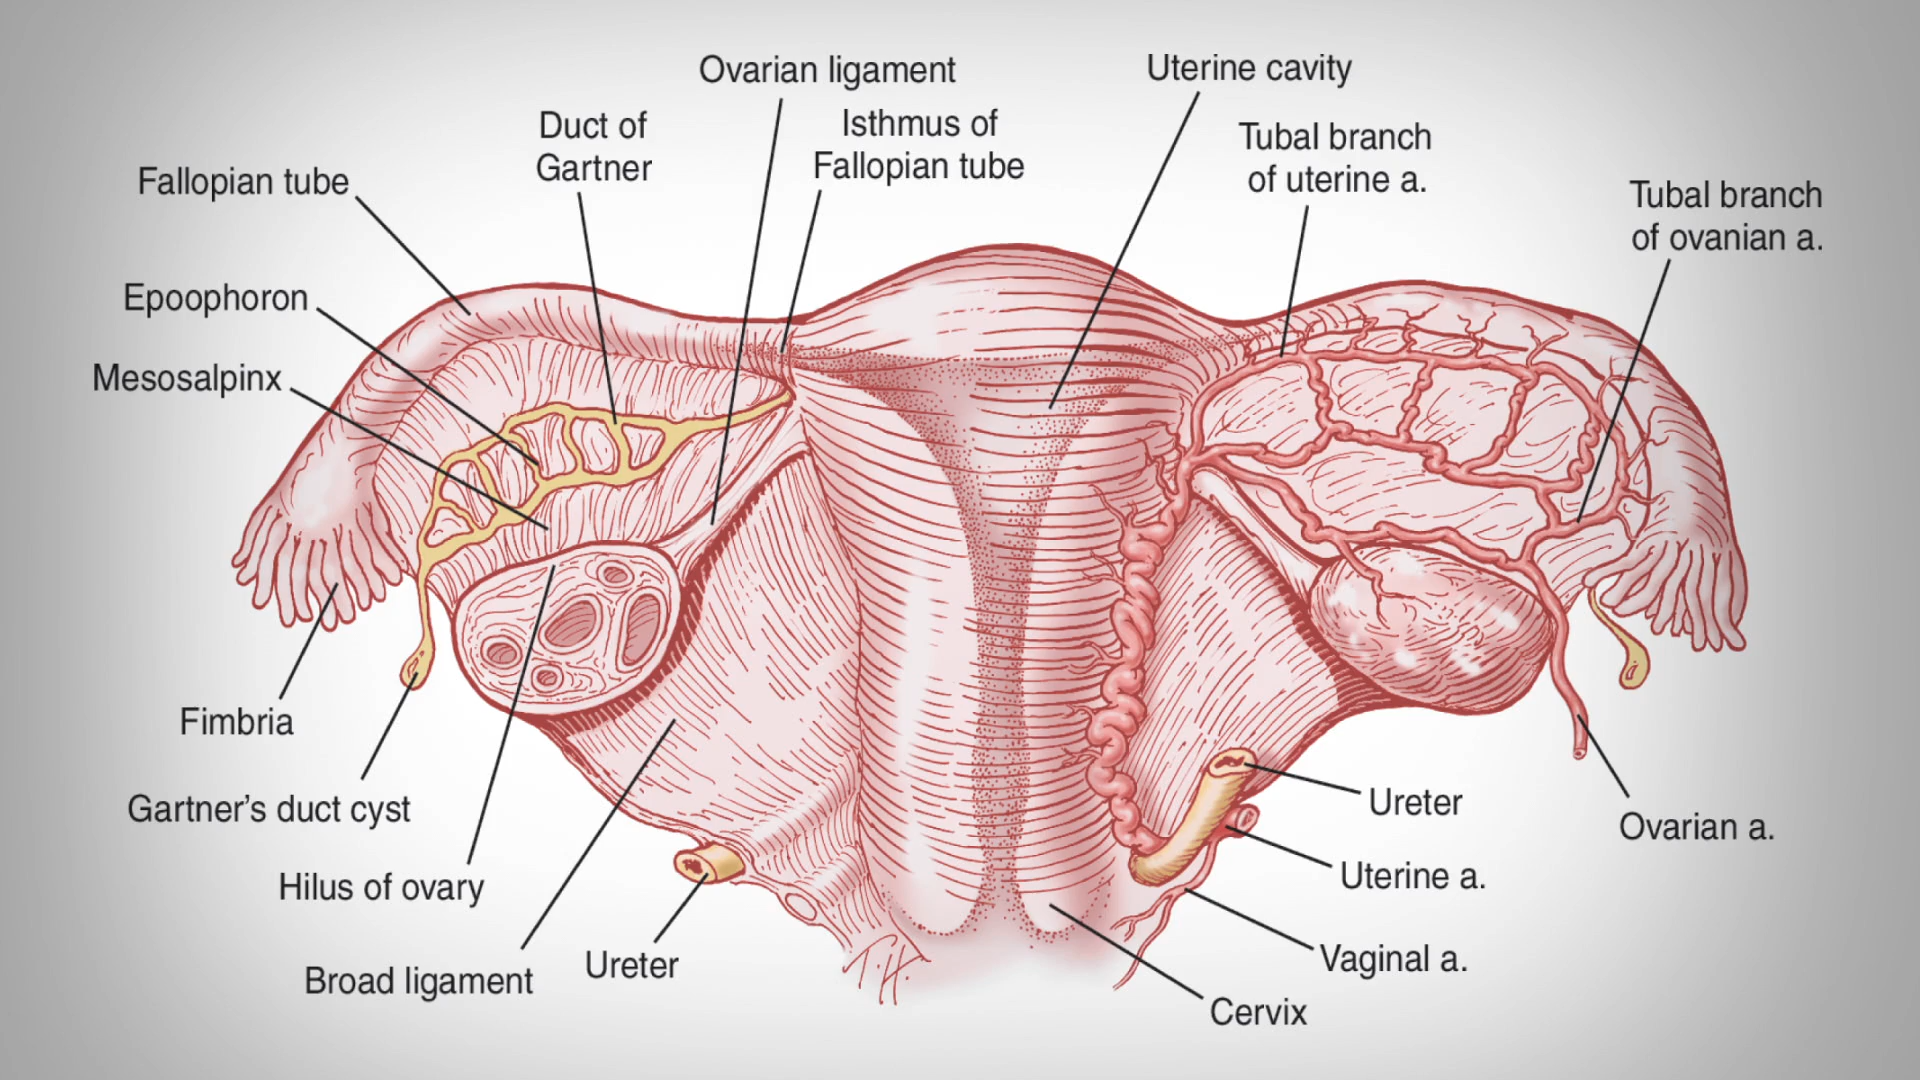 Ovarian ligament
Uterine cavity
Duct of
Gartner
Isthmus of
Fallopian tube
Tubal branch
of uterine a.
Fallopian tube
Tubal branch
of ovanian a.
Epoophoron
Mesosalpinx
Fimbria
Gartner’s duct cyst
Hilus of ovary
Broad ligament
Ureter
Ureter
Ovarian a.
Uterine a.
Vaginal a.
Cervix
T.H.